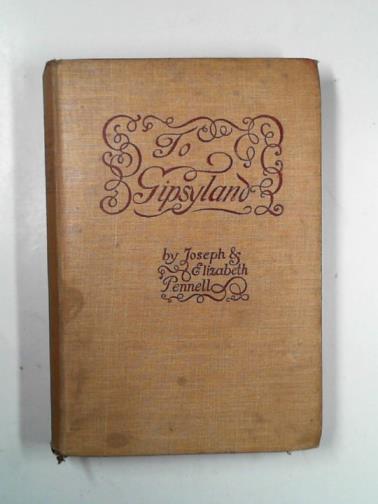 To
Gipsyland
by Joseph &
Elizabeth
Pennell